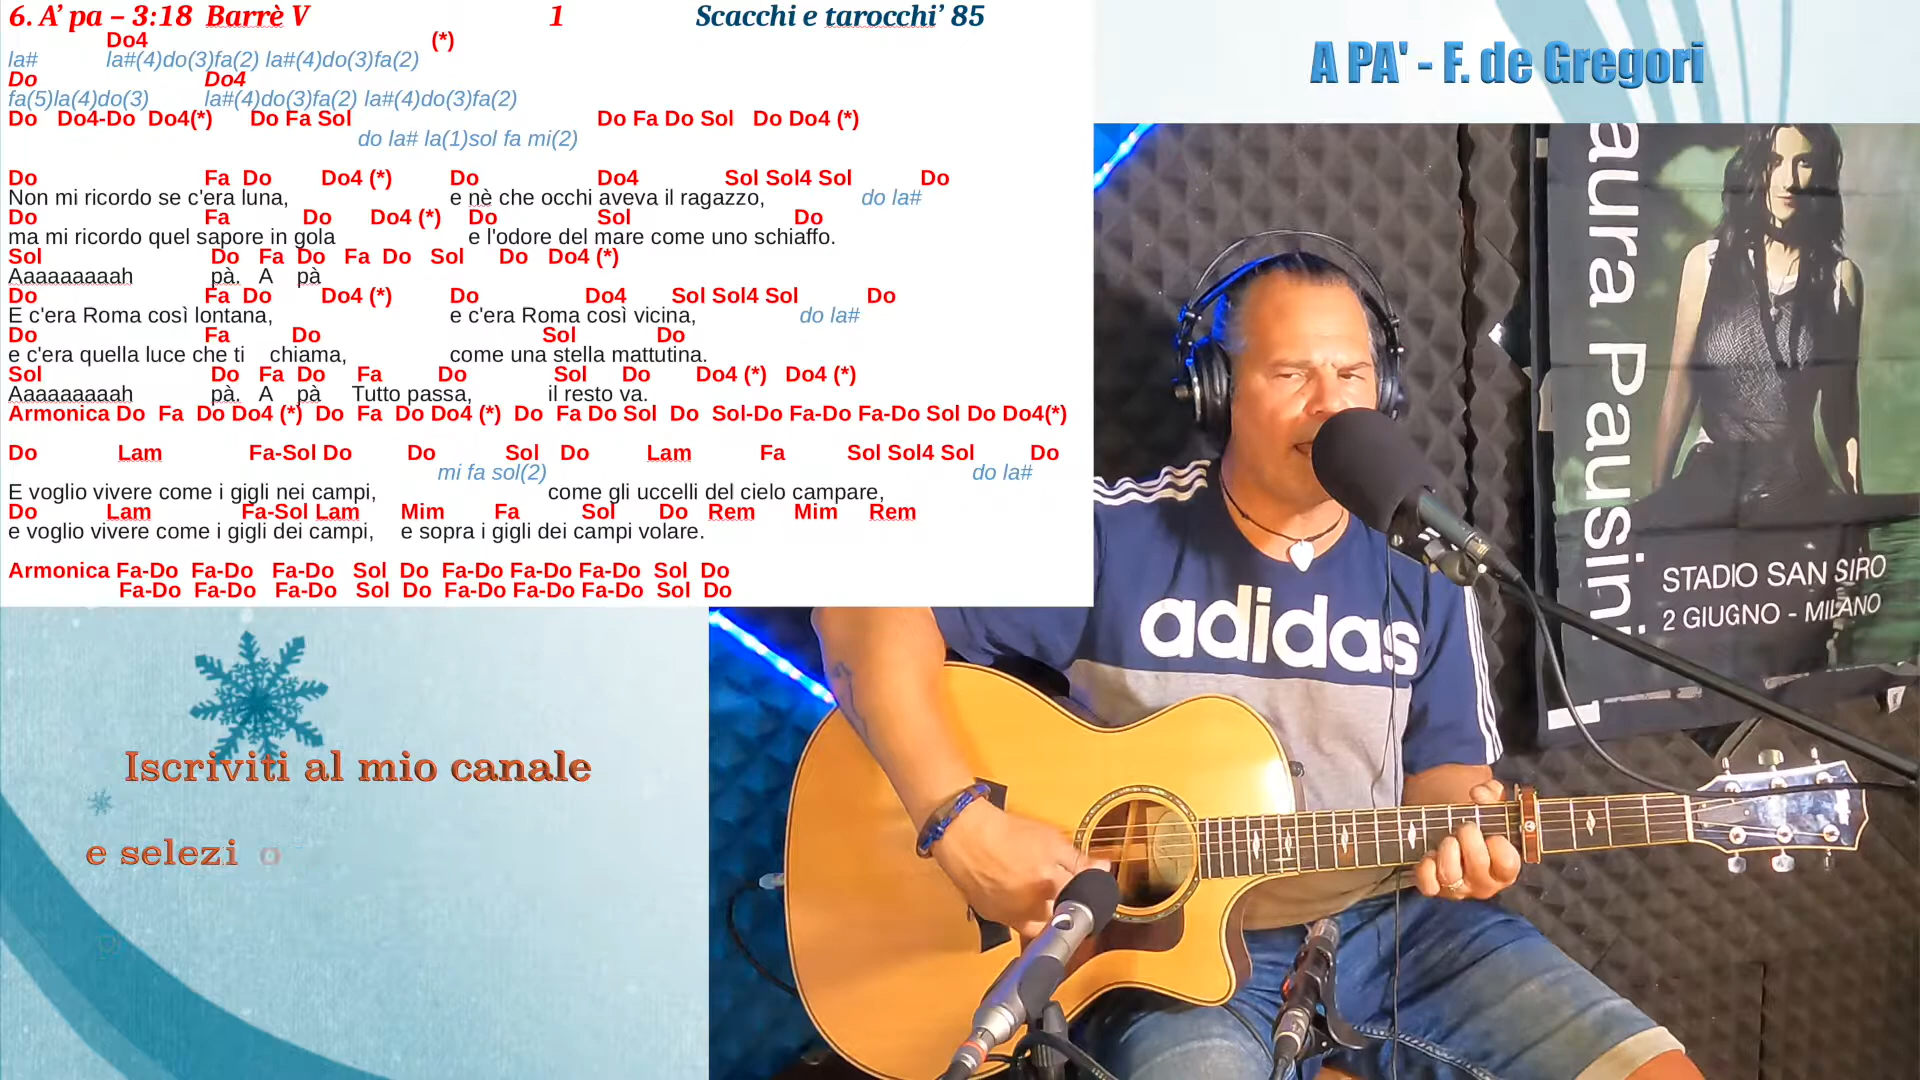 6. A' pa – 3:18 Barrè V 1 Scacchi e tarocchi' 85
Do4 (*)
la# la#(4)do(3)fa(2) la#(4)do(3)fa(2)
Do Do4
fa(5)la(4)do(3) la#(4)do(3)fa(2) la#(4)do(3)fa(2)
Do Do4-Do Do4(*) Do Fa Sol Do Fa Do Sol Do Do4 (*)
do la# la(1)sol fa mi(2)
Do Fa Do Do4 (*) Do Do4 Sol Sol4 Sol Do
Non mi ricordo se c'era luna, e nè che occhi aveva il ragazzo, do la#
Do Fa Do Do4 (*) Do Sol Do
ma mi ricordo quel sapore in gola e l'odore del mare come uno schiaffo.
Sol Do Fa Do Fa Do Sol Do Do4 (*)
Aaaaaaaaah pà. A pà
Do Fa Do Do4 (*) Do Do4 Sol Sol4 Sol Do
E c'era Roma così lontana, e c'era Roma così vicina, do la#
Do Fa Do Sol Do
e c'era quella luce che ti chiama, come una stella mattutina.
Sol Do Fa Do Fa Do Sol Do Do4 (*) Do4 (*)
Aaaaaaaaah pà. A pà Tutto passa, il resto va.
Armonica Do Fa Do Do4 (*) Do Fa Do Do4 (*) Do Fa Do Sol Do Sol-Do Fa-Do Fa-Do Sol Do Do4(*)
Do Lam Fa-Sol Do Do Sol Do Lam Fa Sol Sol4 Sol Do
mi fa sol(2) do la#
E voglio vivere come i gigli nei campi, come gli uccelli del cielo campare,
Do Lam Fa-Sol Lam Mim Fa Sol Do Rem Mim Rem
e voglio vivere come i gigli dei campi, e sopra i gigli dei campi volare.
Armonica Fa-Do Fa-Do Fa-Do Sol Do Fa-Do Fa-Do Fa-Do Sol Do
Fa-Do Fa-Do Fa-Do Sol Do Fa-Do Fa-Do Fa-Do Sol Do
A PA' - F. de Gregori
aura Pausini
STADIO SAN SIRO
2 GIUGNO - MILANO
adidas
Iscriviti al mio canale
e selezi o